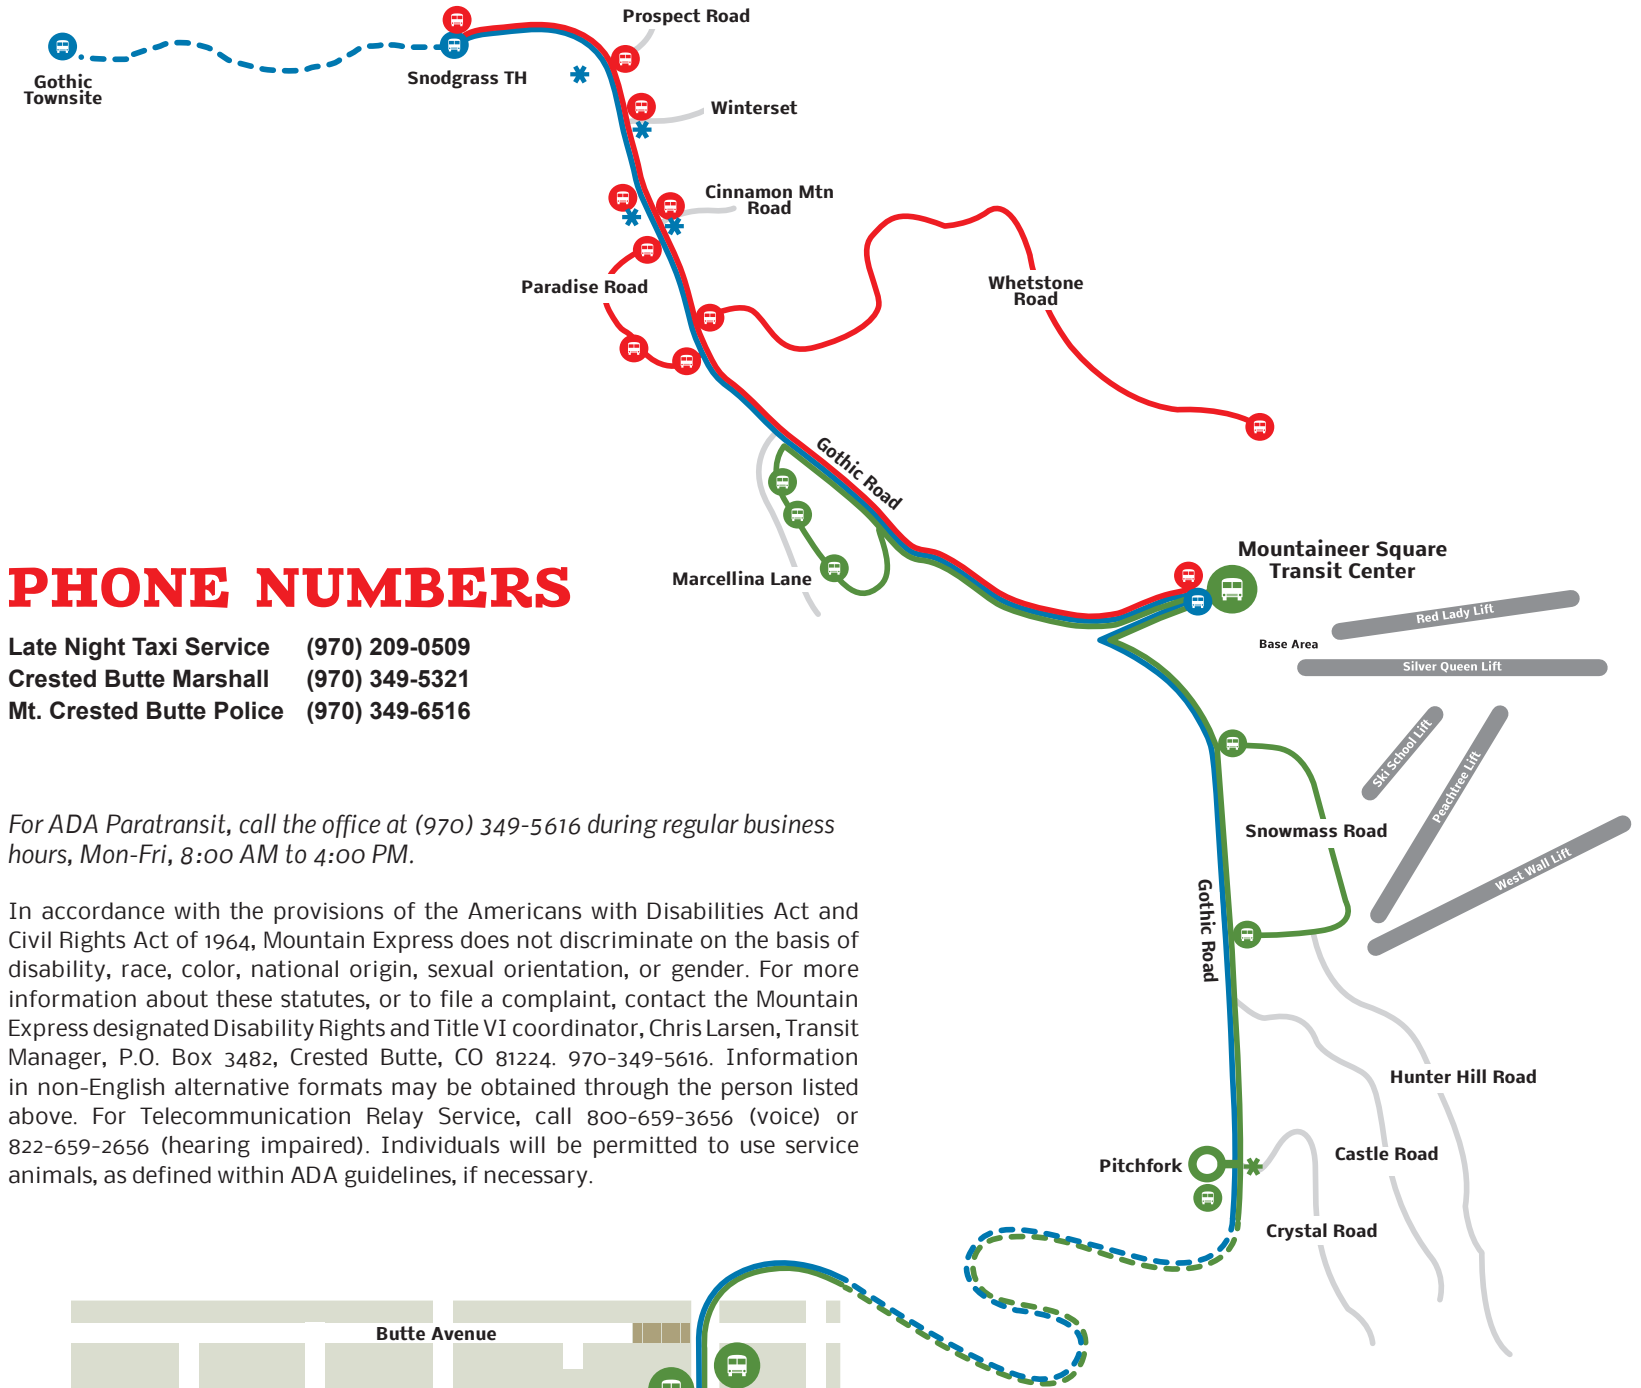 Prospect Road
Gothic
Townsite
Snodgrass TH
Winterset
Cinnamon Mtn
Road
Paradise Road
Whetstone
Road
Gothic Road
Marcellina Lane
Mountaineer Square
Transit Center
Red Lady Lift
Base Area
Silver Queen Lift
Ski School Lift
Peachtree Lift
Snowmass Road
West Wall Lift
Gothic Road
Hunter Hill Road
Castle Road
Pitchfork
Crystal Road
Butte Avenue
PHONE NUMBERS
Late Night Taxi Service (970) 209-0509
Crested Butte Marshall (970) 349-5321
Mt. Crested Butte Police (970) 349-6516
For ADA Paratransit, call the office at (970) 349-5616 during regular business
hours, Mon-Fri, 8:00 AM to 4:00 PM.
In accordance with the provisions of the Americans with Disabilities Act and
Civil Rights Act of 1964, Mountain Express does not discriminate on the basis of
disability, race, color, national origin, sexual orientation, or gender. For more
information about these statutes, or to file a complaint, contact the Mountain
Express designated Disability Rights and Title VI coordinator, Chris Larsen, Transit
Manager, P.O. Box 3482, Crested Butte, CO 81224. 970-349-5616. Information
in non-English alternative formats may be obtained through the person listed
above. For Telecommunication Relay Service, call 800-659-3656 (voice) or
822-659-2656 (hearing impaired). Individuals will be permitted to use service
animals, as defined within ADA guidelines, if necessary.